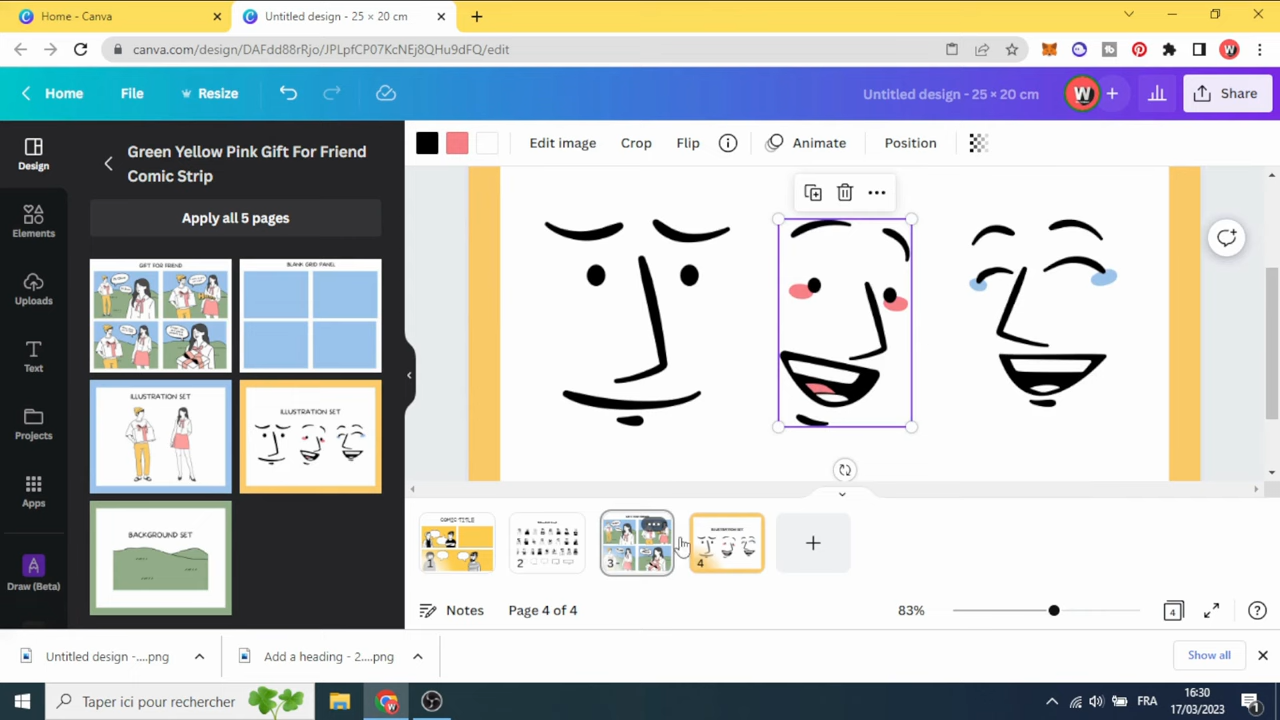 Home - Canva
Untitled design - 25 × 20 cm
canva.com/design/DAFdd88rRjo/JPLpfCP07KcNEj8QHu9dFQ/edit
Home
File
Resize
Untitled design - 25 × 20 cm
W
Share
Design
Elements
Uploads
Text
Projects
Apps
Draw (Beta)
Green Yellow Pink Gift For Friend
Comic Strip
Apply all 5 pages
GIFT FOR FRIEND
BLANK GRID PANEL
ILLUSTRATION SET
ILLUSTRATION SET
BACKGROUND SET
Edit image
Crop
Flip
Animate
Position
COMIC TITLE
1
2
3
ILLUSTRATION SET
4
Notes
Page 4 of 4
83%
4
Untitled design -....png
Add a heading - 2....png
Show all
Taper ici pour rechercher
FRA
16:30
17/03/2023
1